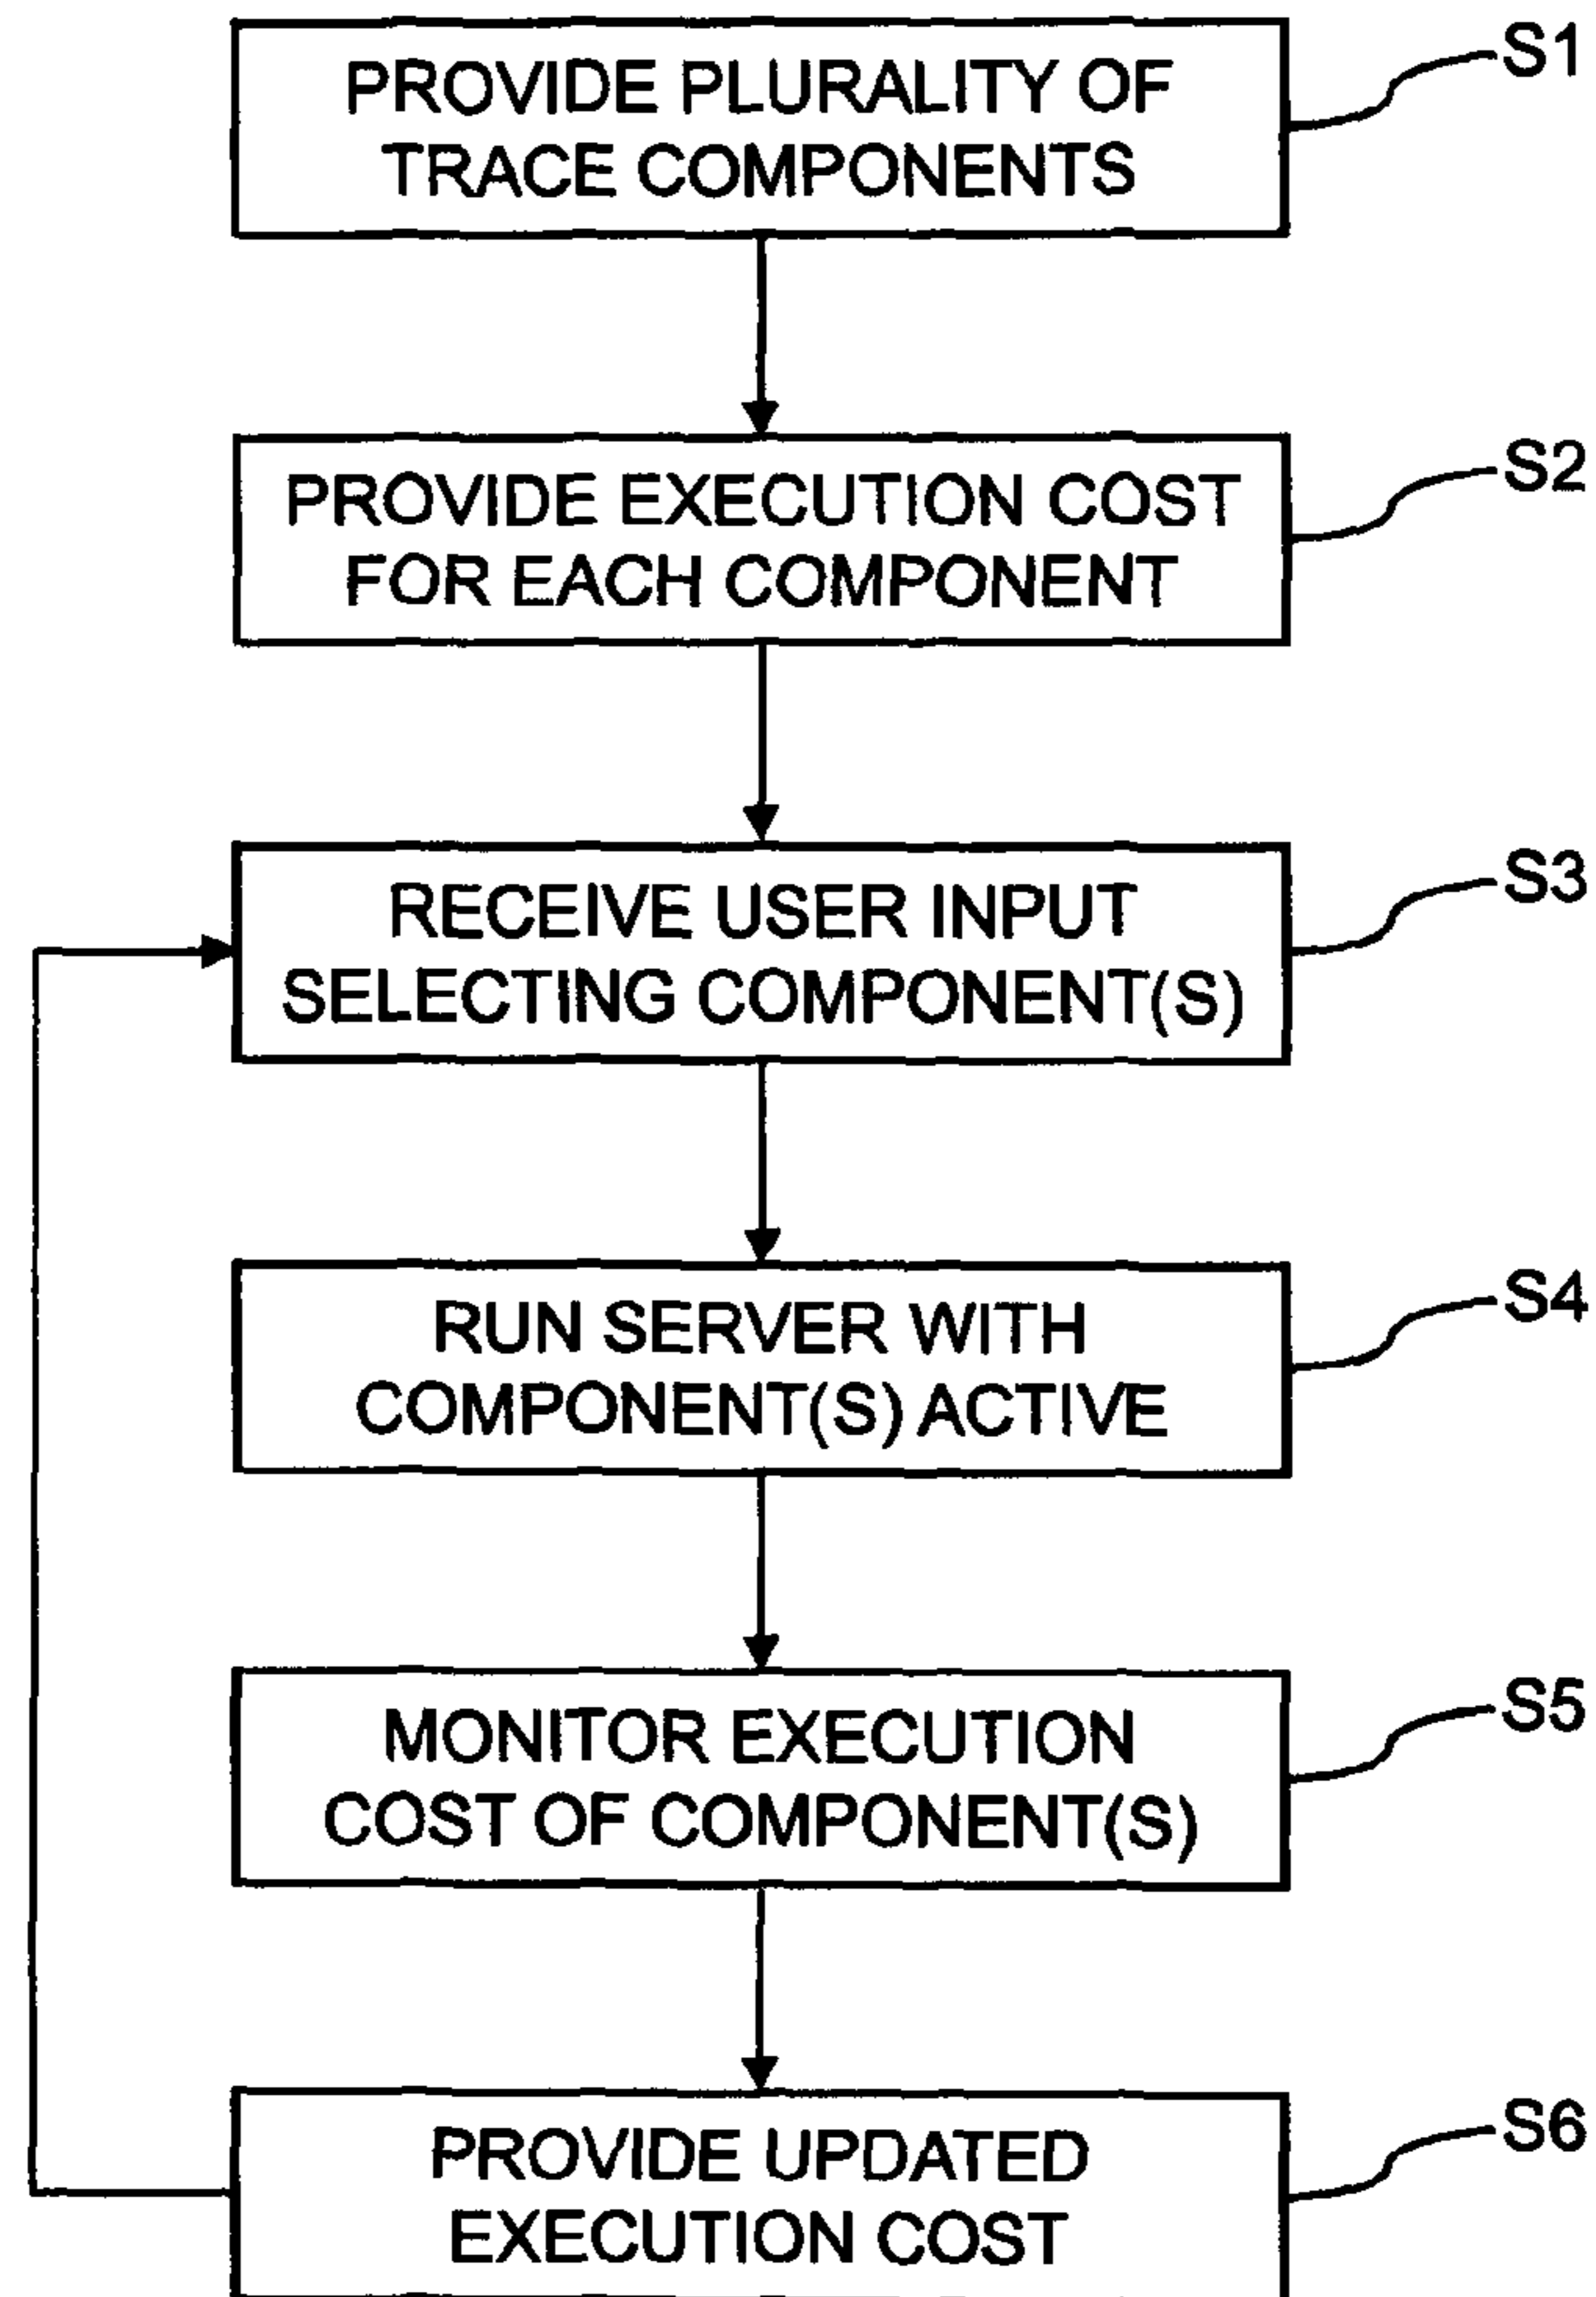 PROVIDE PLURALITY OF
TRACE COMPONENTS
S1
PROVIDE EXECUTION COST
FOR EACH COMPONENT
S2
RECEIVE USER INPUT
SELECTING COMPONENT(S)
S3
RUN SERVER WITH
COMPONENT(S) ACTIVE
S4
MONITOR EXECUTION
COST OF COMPONENT(S)
S5
PROVIDE UPDATED
EXECUTION COST
S6